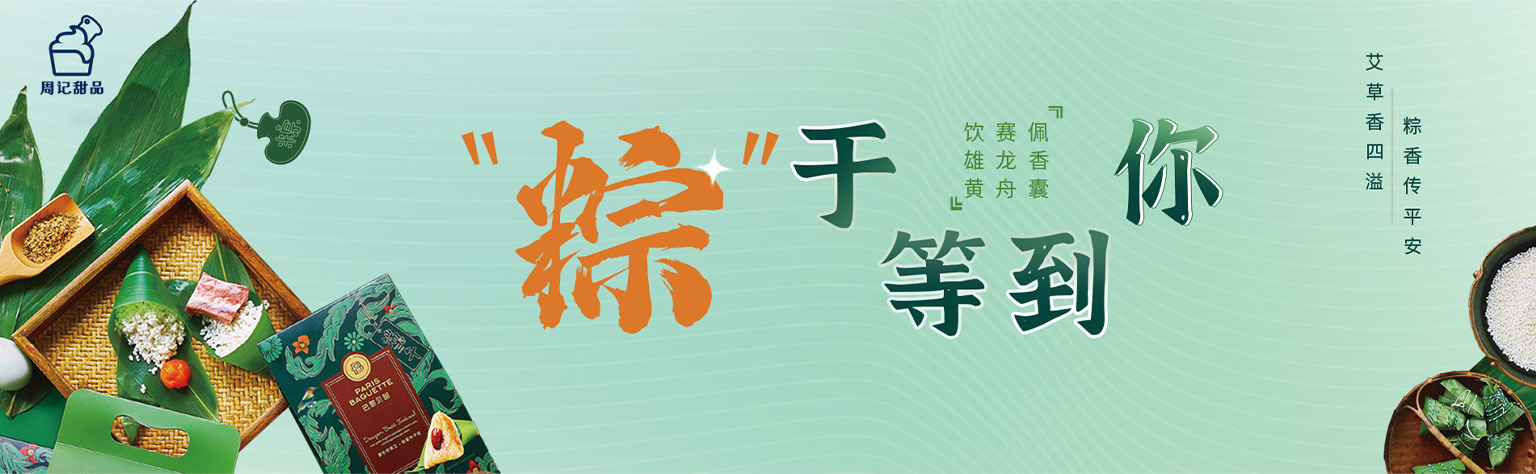 周记甜品
粽
"粽"于
等到
你
佩香囊
赛龙舟
饮雄黄
艾草香四溢
粽香传平安
PARIS
BAGUETTE
巴黎贝甜
Dragon Boat Festival